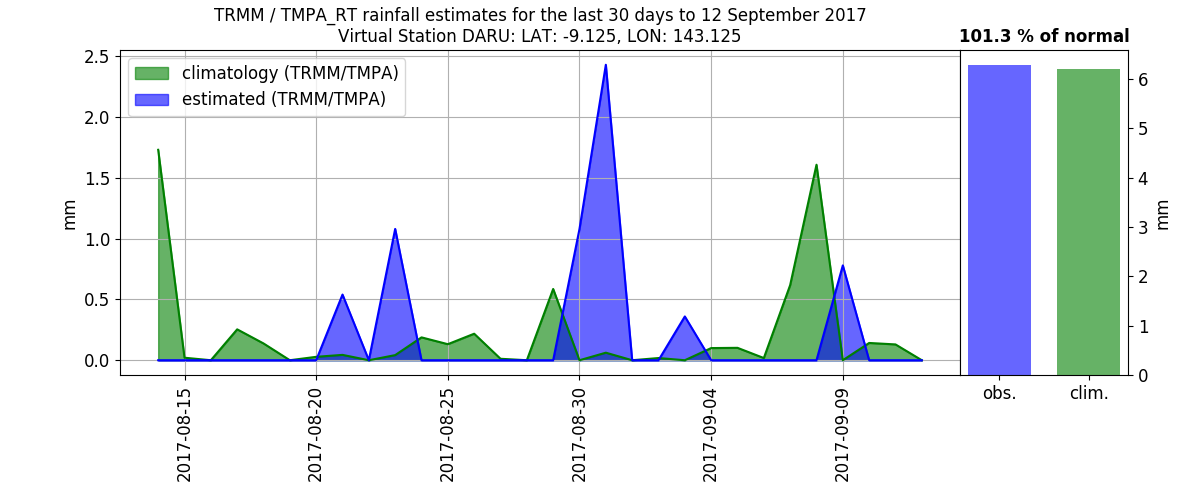 TRMM / TMPA_RT rainfall estimates for the last 30 days to 12 September 2017
Virtual Station DARU: LAT: -9.125, LON: 143.125
101.3 % of normal
climatology (TRMM/TMPA)
estimated (TRMM/TMPA)
2.5
2.0
1.5
1.0
0.5
0.0
mm
2017-08-15
2017-08-20
2017-08-25
2017-08-30
2017-09-04
2017-09-09
6
5
4
3
2
1
0
mm
obs.
clim.